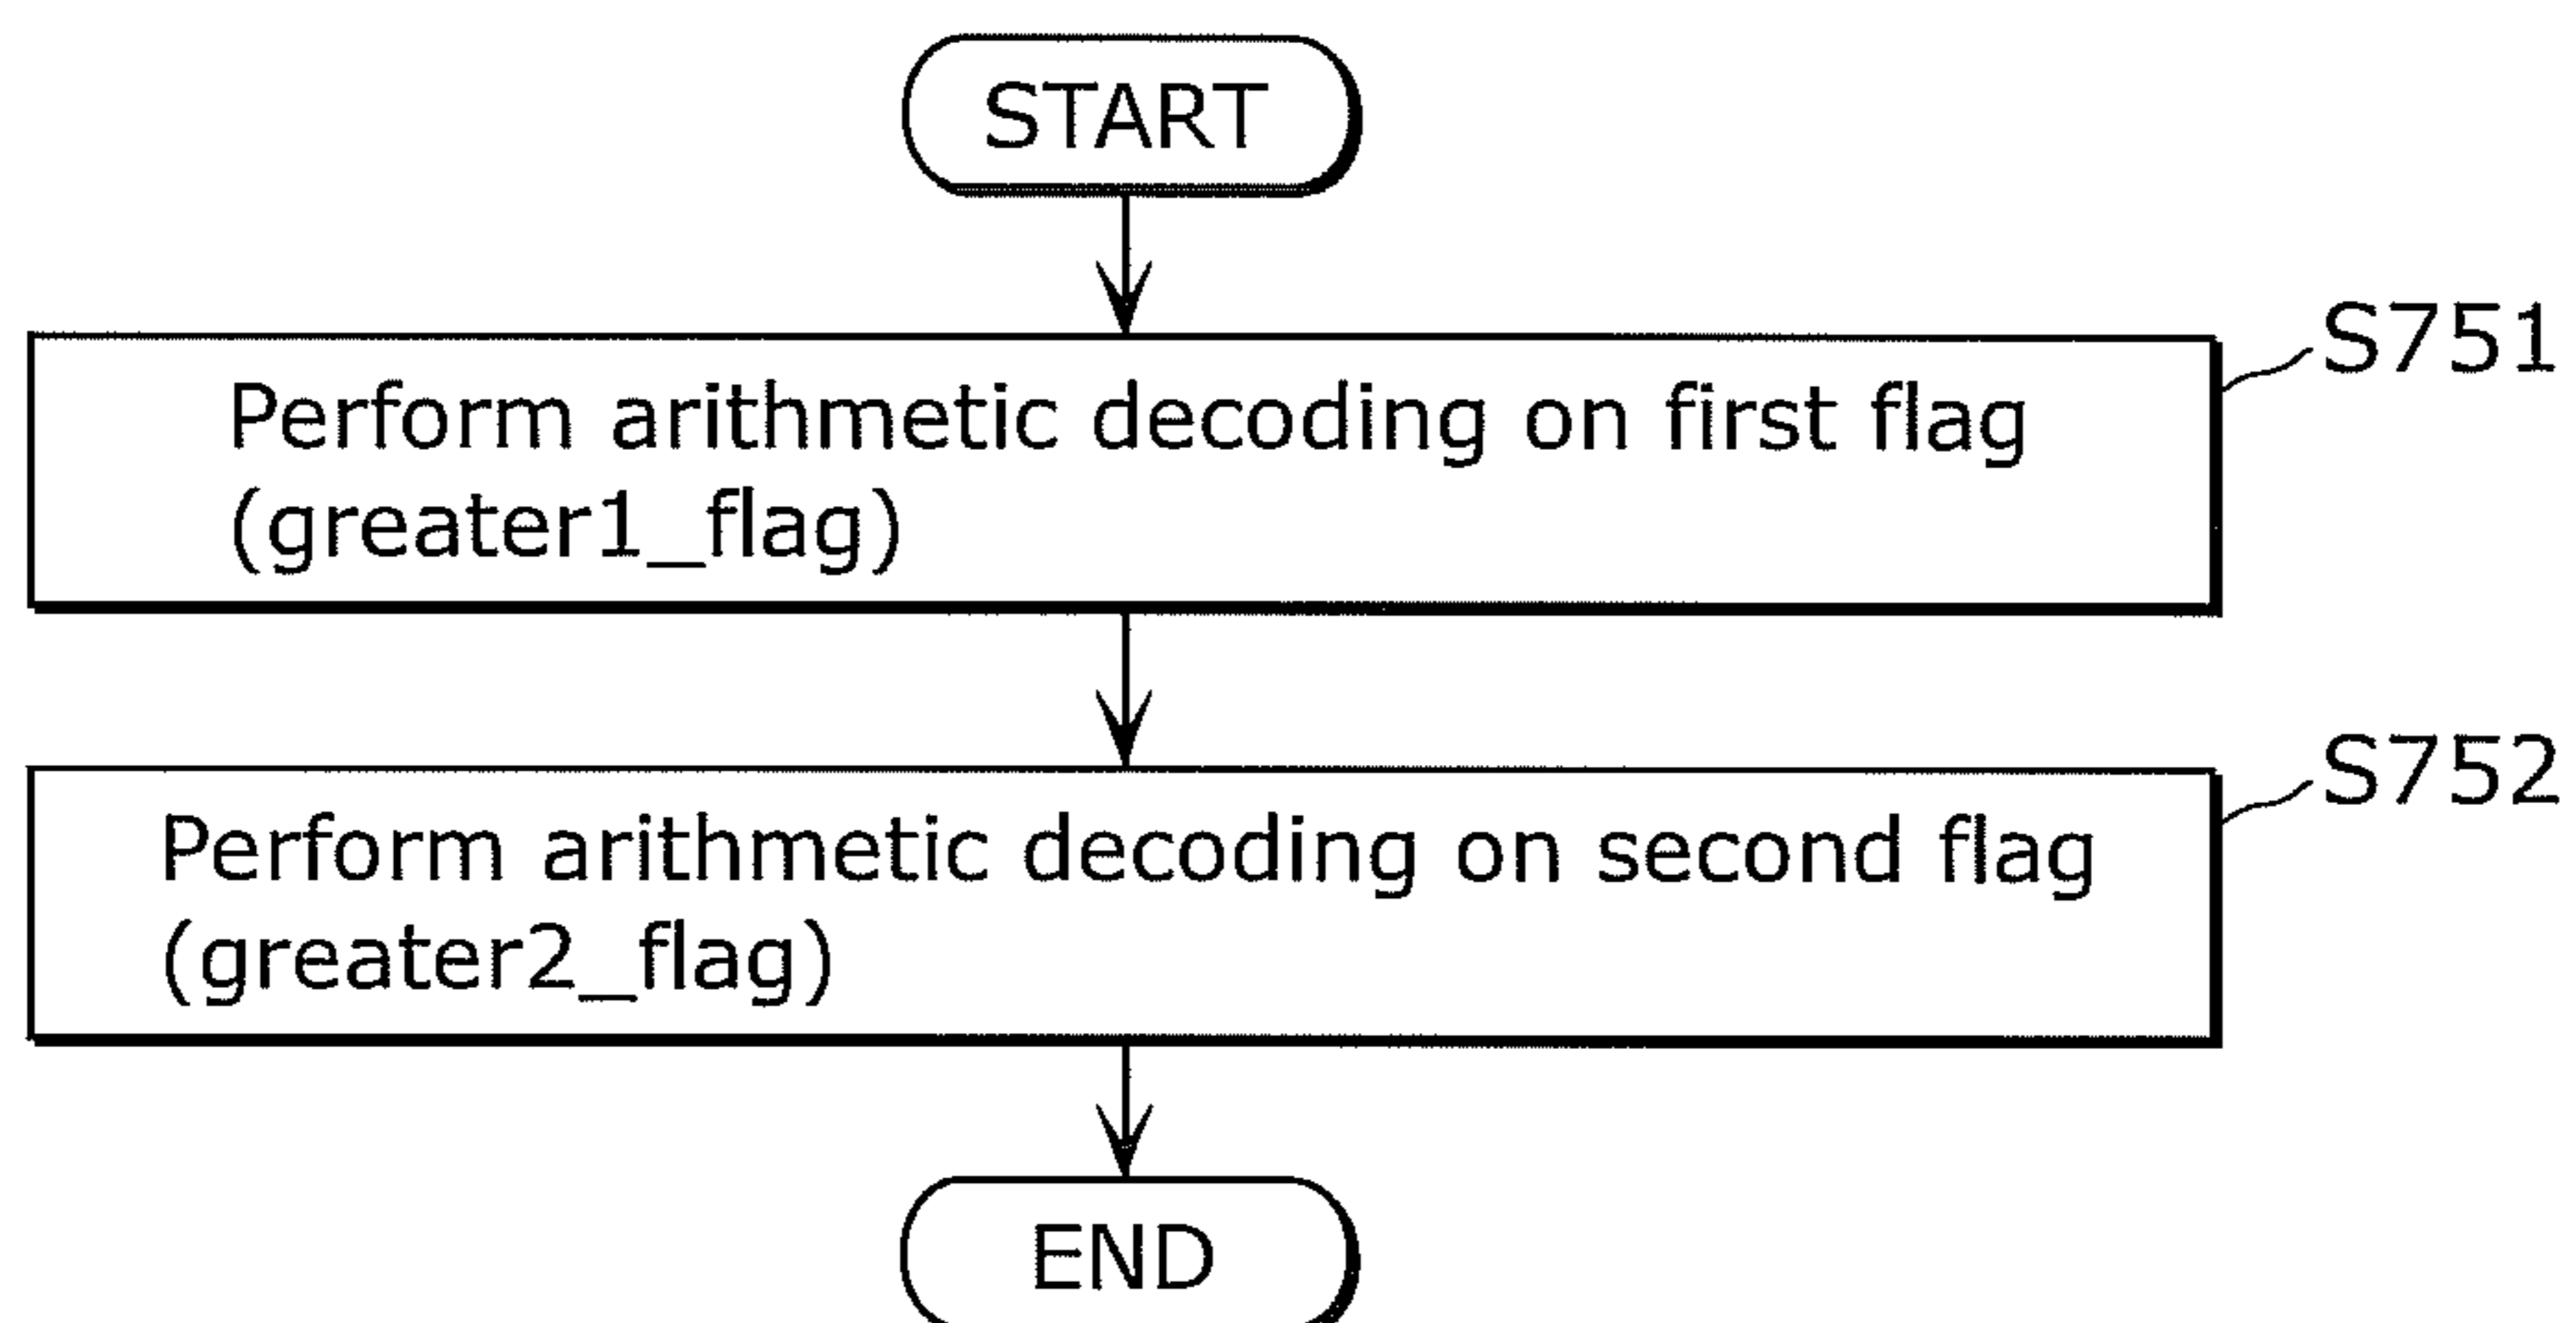 START
S751
Perform arithmetic decoding on first flag
(greater1_flag)
S752
Perform arithmetic decoding on second flag
(greater2_flag)
END